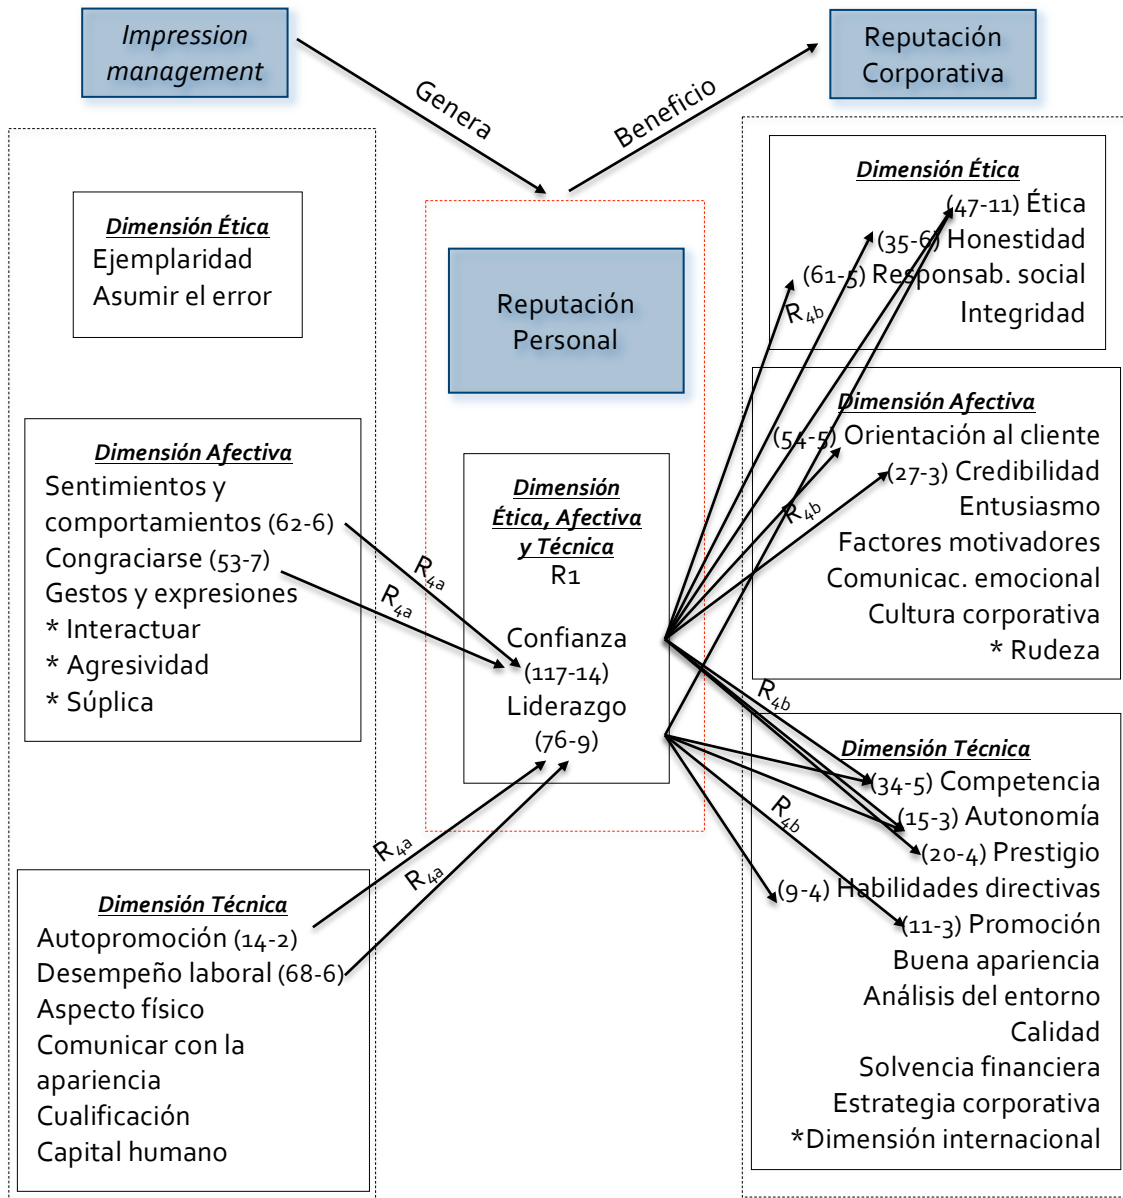 Impression
management
Genera
Beneficio
Reputación
Corporativa
Dimensión Ética
Ejemplaridad
Asumir el error
Dimensión Afectiva
Sentimientos y
comportamientos (62-6)
Congraciarse (53-7)
Gestos y expresiones
* Interactuar
* Agresividad
* Súplica
Dimensión Técnica
Autopromoción (14-2)
Desempeño laboral (68-6)
Aspecto físico
Comunicar con la
apariencia
Cualificación
Capital humano
R4a
R4a
R4a
R4a
Reputación
Personal
Dimensión
Ética, Afectiva
y Técnica
R1
Confianza
(117-14)
Liderazgo
(76-9)
R4b
R4b
R4b
R4b
Dimensión Ética
(47-11) Ética
(35-6) Honestidad
(61-5) Responsab. social
Integridad
Dimensión Afectiva
(54-5) Orientación al cliente
(27-3) Credibilidad
Entusiasmo
Factores motivadores
Comunicac. emocional
Cultura corporativa
* Rudeza
Dimensión Técnica
(34-5) Competencia
(15-3) Autonomía
(20-4) Prestigio
(9-4) Habilidades directivas
(11-3) Promoción
Buena apariencia
Análisis del entorno
Calidad
Solvencia financiera
Estrategia corporativa
*Dimensión internacional